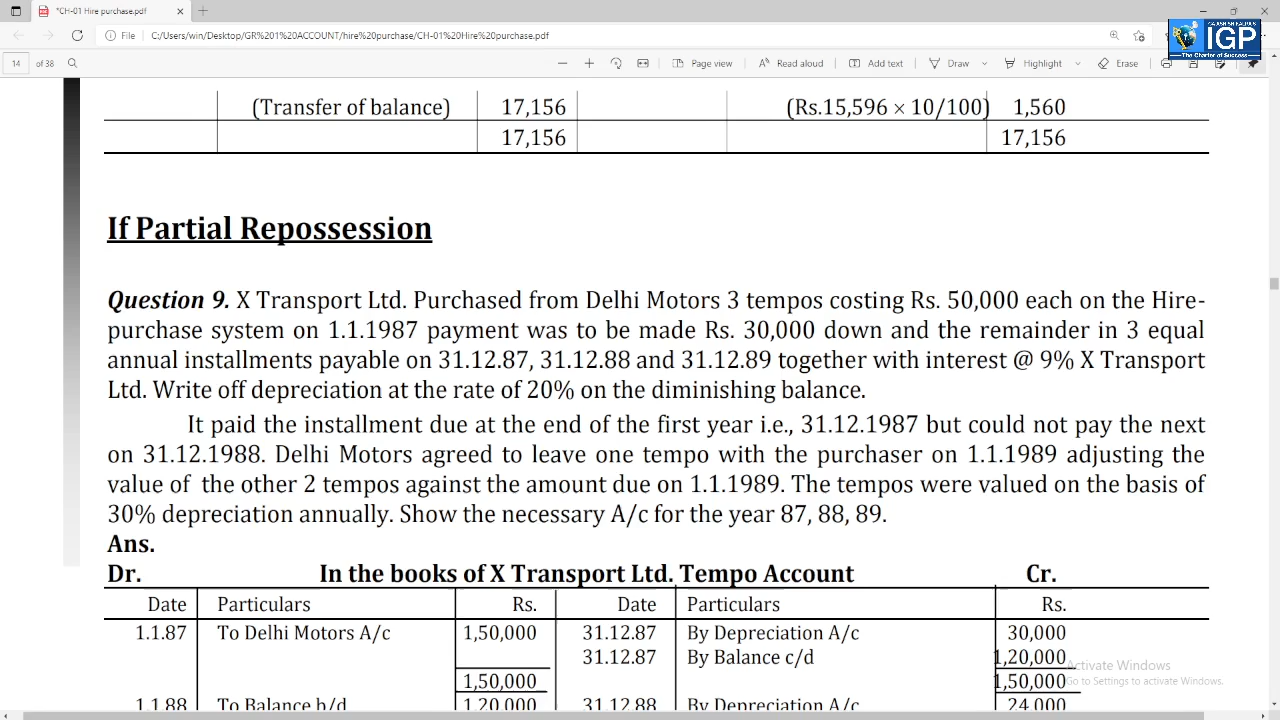 *CH-01 Hire purchase.pdf
File C:/Users/win/Desktop/GR%201%20ACCOUNT/hire%20purchase/CH-01%20Hire%20purchase.pdf
IGP
The Charter of Success
14 of 38 Page view Read aloud Add text Draw Highlight Erase
(Transfer of balance) 17,156 (Rs.15,596 × 10/100) 1,560
17,156 17,156
If Partial Repossession
Question 9. X Transport Ltd. Purchased from Delhi Motors 3 tempos costing Rs. 50,000 each on the Hire-
purchase system on 1.1.1987 payment was to be made Rs. 30,000 down and the remainder in 3 equal
annual installments payable on 31.12.87, 31.12.88 and 31.12.89 together with interest @ 9% X Transport
Ltd. Write off depreciation at the rate of 20% on the diminishing balance.
It paid the installment due at the end of the first year i.e., 31.12.1987 but could not pay the next
on 31.12.1988. Delhi Motors agreed to leave one tempo with the purchaser on 1.1.1989 adjusting the
value of the other 2 tempos against the amount due on 1.1.1989. The tempos were valued on the basis of
30% depreciation annually. Show the necessary A/c for the year 87, 88, 89.
Ans.
Dr. In the books of X Transport Ltd. Tempo Account Cr.
Date Particulars Rs. Date Particulars Rs.
1.1.87 To Delhi Motors A/c 1,50,000 31.12.87 By Depreciation A/c 30,000
31.12.87 By Balance c/d 1,20,000
1,50,000 1,50,000
1.1.88 To Balance b/d 1,20,000 31.12.88 By Depreciation A/c 24,000
Activate Windows
Go to Settings to activate Windows.